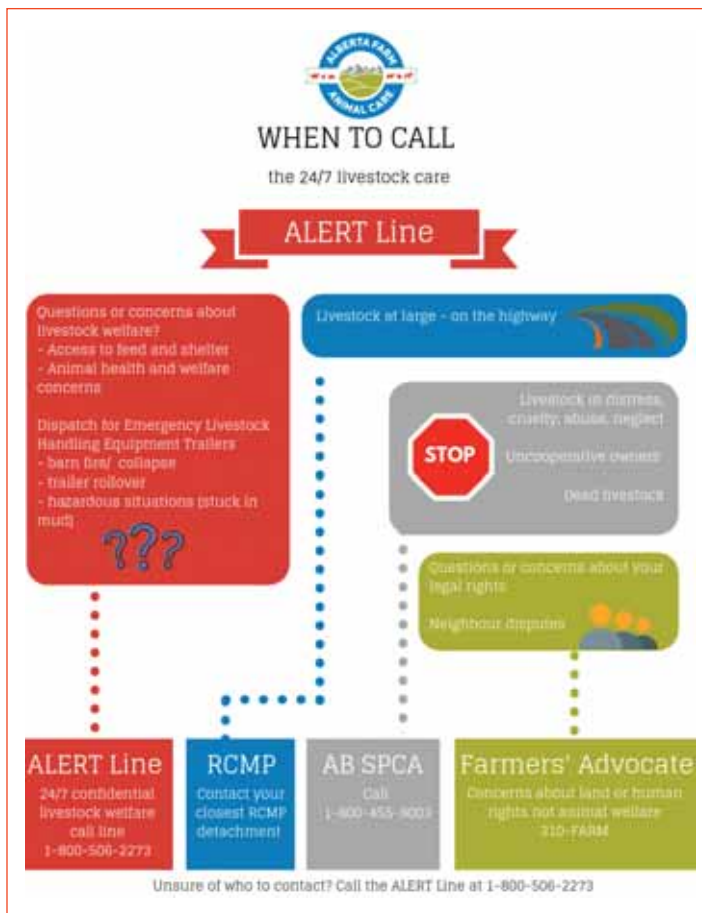 ALBERTA FARM
ANIMAL CARE
WHEN TO CALL
the 24/7 livestock care
ALERT Line
Questions or concerns about
livestock welfare?
- Access to feed and shelter
- Animal health and welfare
concerns
Dispatch for Emergency Livestock
Handling Equipment Trailers
- barn fire/ collapse
- trailer rollover
- hazardous situations (stuck in
mud)
???
Livestock at large - on the highway
Livestock in distress,
cruelty, abuse, neglect
STOP
Uncooperative owners
Dead livestock
Questions or concerns about your
legal rights
Neighbour disputes
ALERT Line
24/7 confidential
livestock welfare
call line
1-800-506-2273
RCMP
Contact your
closest RCMP
detachment
AB SPCA
Call
1-800-455-9003
Farmers' Advocate
Concerns about land or human
rights not animal welfare
310-FARM
Unsure of who to contact? Call the ALERT Line at 1-800-506-2273